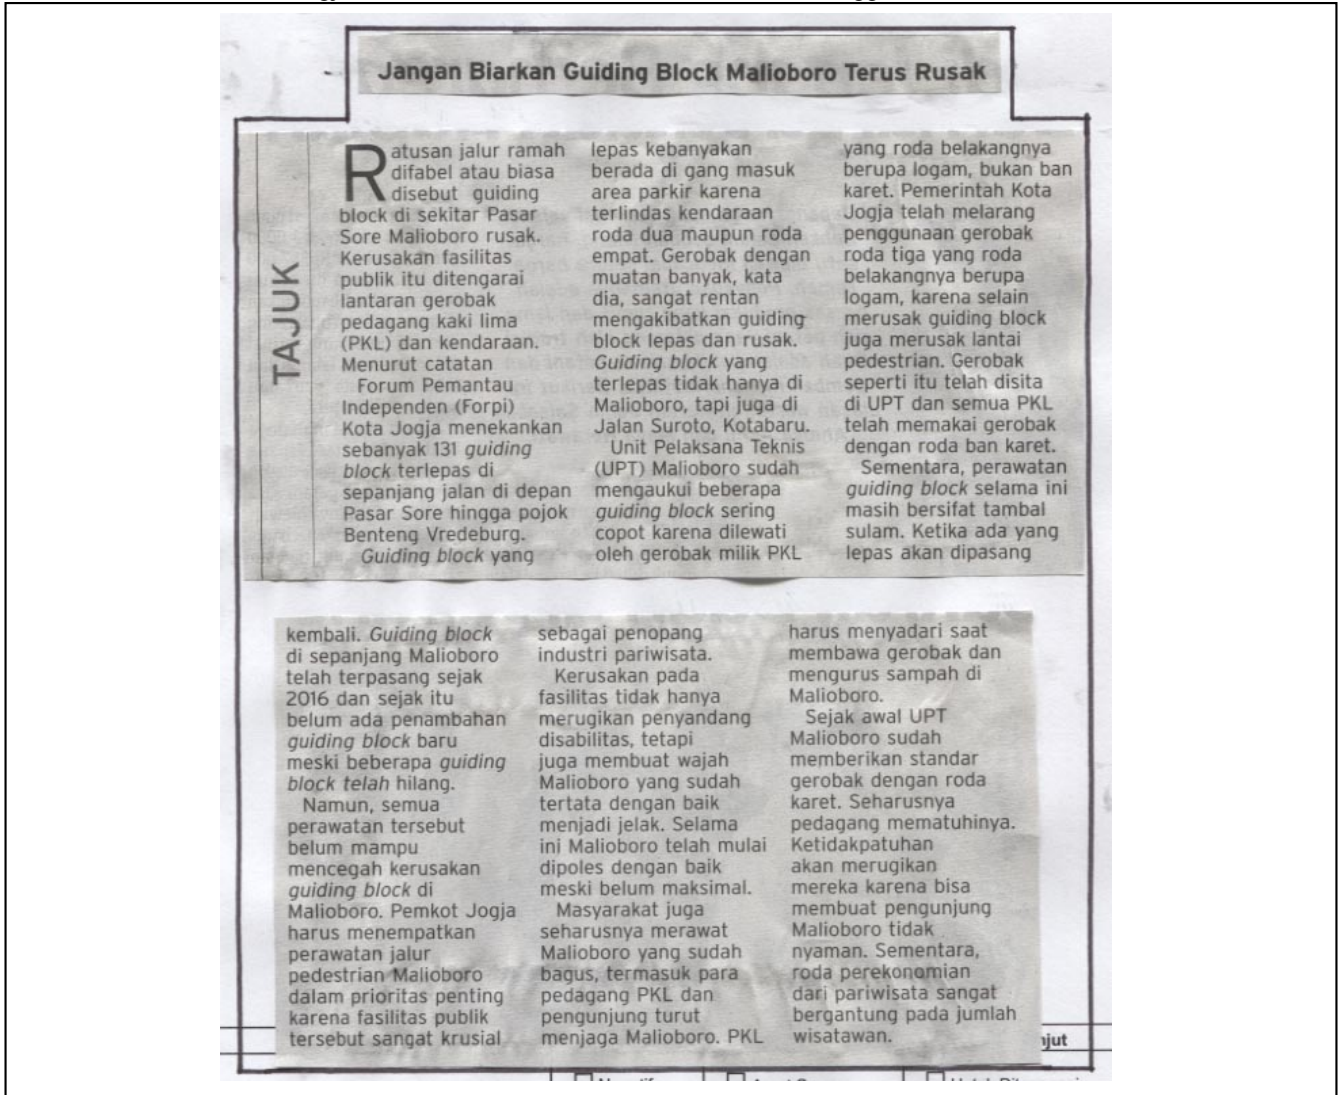 Jangan Biarkan Guiding Block Malioboro Terus Rusak
TAJUK
Ratusan jalur ramah
difabel atau biasa
disebut guiding
block di sekitar Pasar
Sore Malioboro rusak.
Kerusakan fasilitas
publik itu ditengarai
lantaran gerobak
pedagang kaki lima
(PKL) dan kendaraan.
Menurut catatan
Forum Pemantau
Independen (Forpi)
Kota Jogja menekankan
sebanyak 131 guiding
block terlepas di
sepanjang jalan di depan
Pasar Sore hingga pojok
Benteng Vredeburg.
Guiding block yang
lepas kebanyakan
berada di gang masuk
area parkir karena
terlindas kendaraan
roda dua maupun roda
empat. Gerobak dengan
muatan banyak, kata
dia, sangat rentan
mengakibatkan guiding
block lepas dan rusak.
Guiding block yang
terlepas tidak hanya di
Malioboro, tapi juga di
Jalan Suroto, Kotabaru.
Unit Pelaksana Teknis
(UPT) Malioboro sudah
mengaukui beberapa
guiding block sering
copot karena dilewati
oleh gerobak milik PKL
yang roda belakangnya
berupa logam, bukan ban
karet. Pemerintah Kota
Jogja telah melarang
penggunaan gerobak
roda tiga yang roda
belakangnya berupa
logam, karena selain
merusak guiding block
juga merusak lantai
pedestrian. Gerobak
seperti itu telah disita
di UPT dan semua PKL
telah memakai gerobak
dengan roda ban karet.
Sementara, perawatan
guiding block selama ini
masih bersifat tambal
sulam. Ketika ada yang
lepas akan dipasang
kembali. Guiding block
di sepanjang Malioboro
telah terpasang sejak
2016 dan sejak itu
belum ada penambahan
guiding block baru
meski beberapa guiding
block telah hilang.
Namun, semua
perawatan tersebut
belum mampu
mencegah kerusakan
guiding block di
Malioboro. Pemkot Jogja
harus menempatkan
perawatan jalur
pedestrian Malioboro
dalam prioritas penting
karena fasilitas publik
tersebut sangat krusial
sebagai penopang
industri pariwisata.
Kerusakan pada
fasilitas tidak hanya
merugikan penyandang
disabilitas, tetapi
juga membuat wajah
Malioboro yang sudah
tertata dengan baik
menjadi jelak. Selama
ini Malioboro telah mulai
dipoles dengan baik
meski belum maksimal.
Masyarakat juga
seharusnya merawat
Malioboro yang sudah
bagus, termasuk para
pedagang PKL dan
pengunjung turut
menjaga Malioboro. PKL
harus menyadari saat
membawa gerobak dan
mengurus sampah di
Malioboro.
Sejak awal UPT
Malioboro sudah
memberikan standar
gerobak dengan roda
karet. Seharusnya
pedagang mematuhinya.
Ketidakpatuhan
akan merugikan
mereka karena bisa
membuat pengunjung
Malioboro tidak
nyaman. Sementara,
roda perekonomian
dari pariwisata sangat
bergantung pada jumlah
wisatawan.